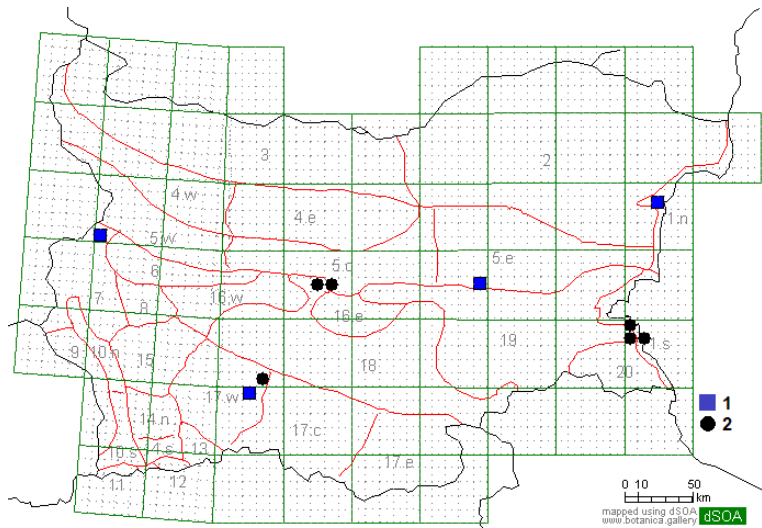 3
2
4.w
4.e
1.n
5.w
5.e
5.c
6
16.w
7
8
16.e
19
1.s
9
10.n
15
18
20
17.w
1
2
14.n
17.c
10.s
14.s
13
17.e
11
12
0 10
50
km
mapped using dSOA
www.botanica.gallery
dSOA